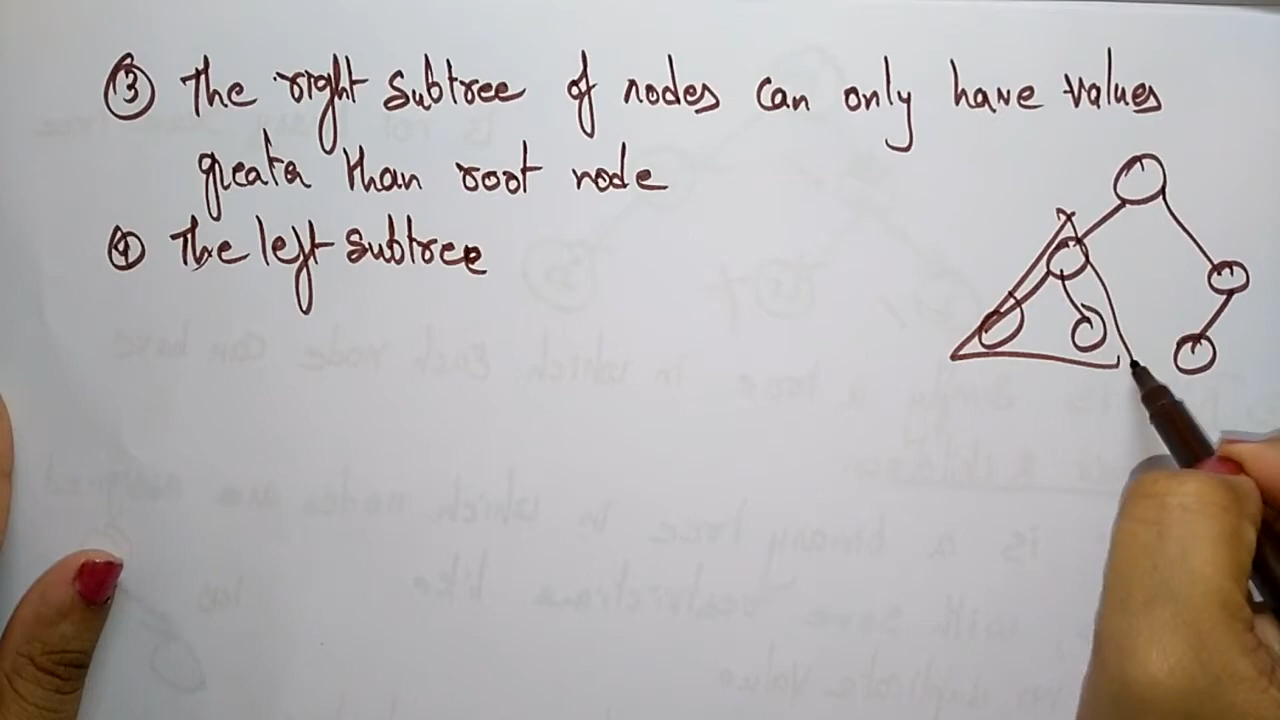 ③ The right subtree of nodes can only have values
greater than root node
④ The left subtree